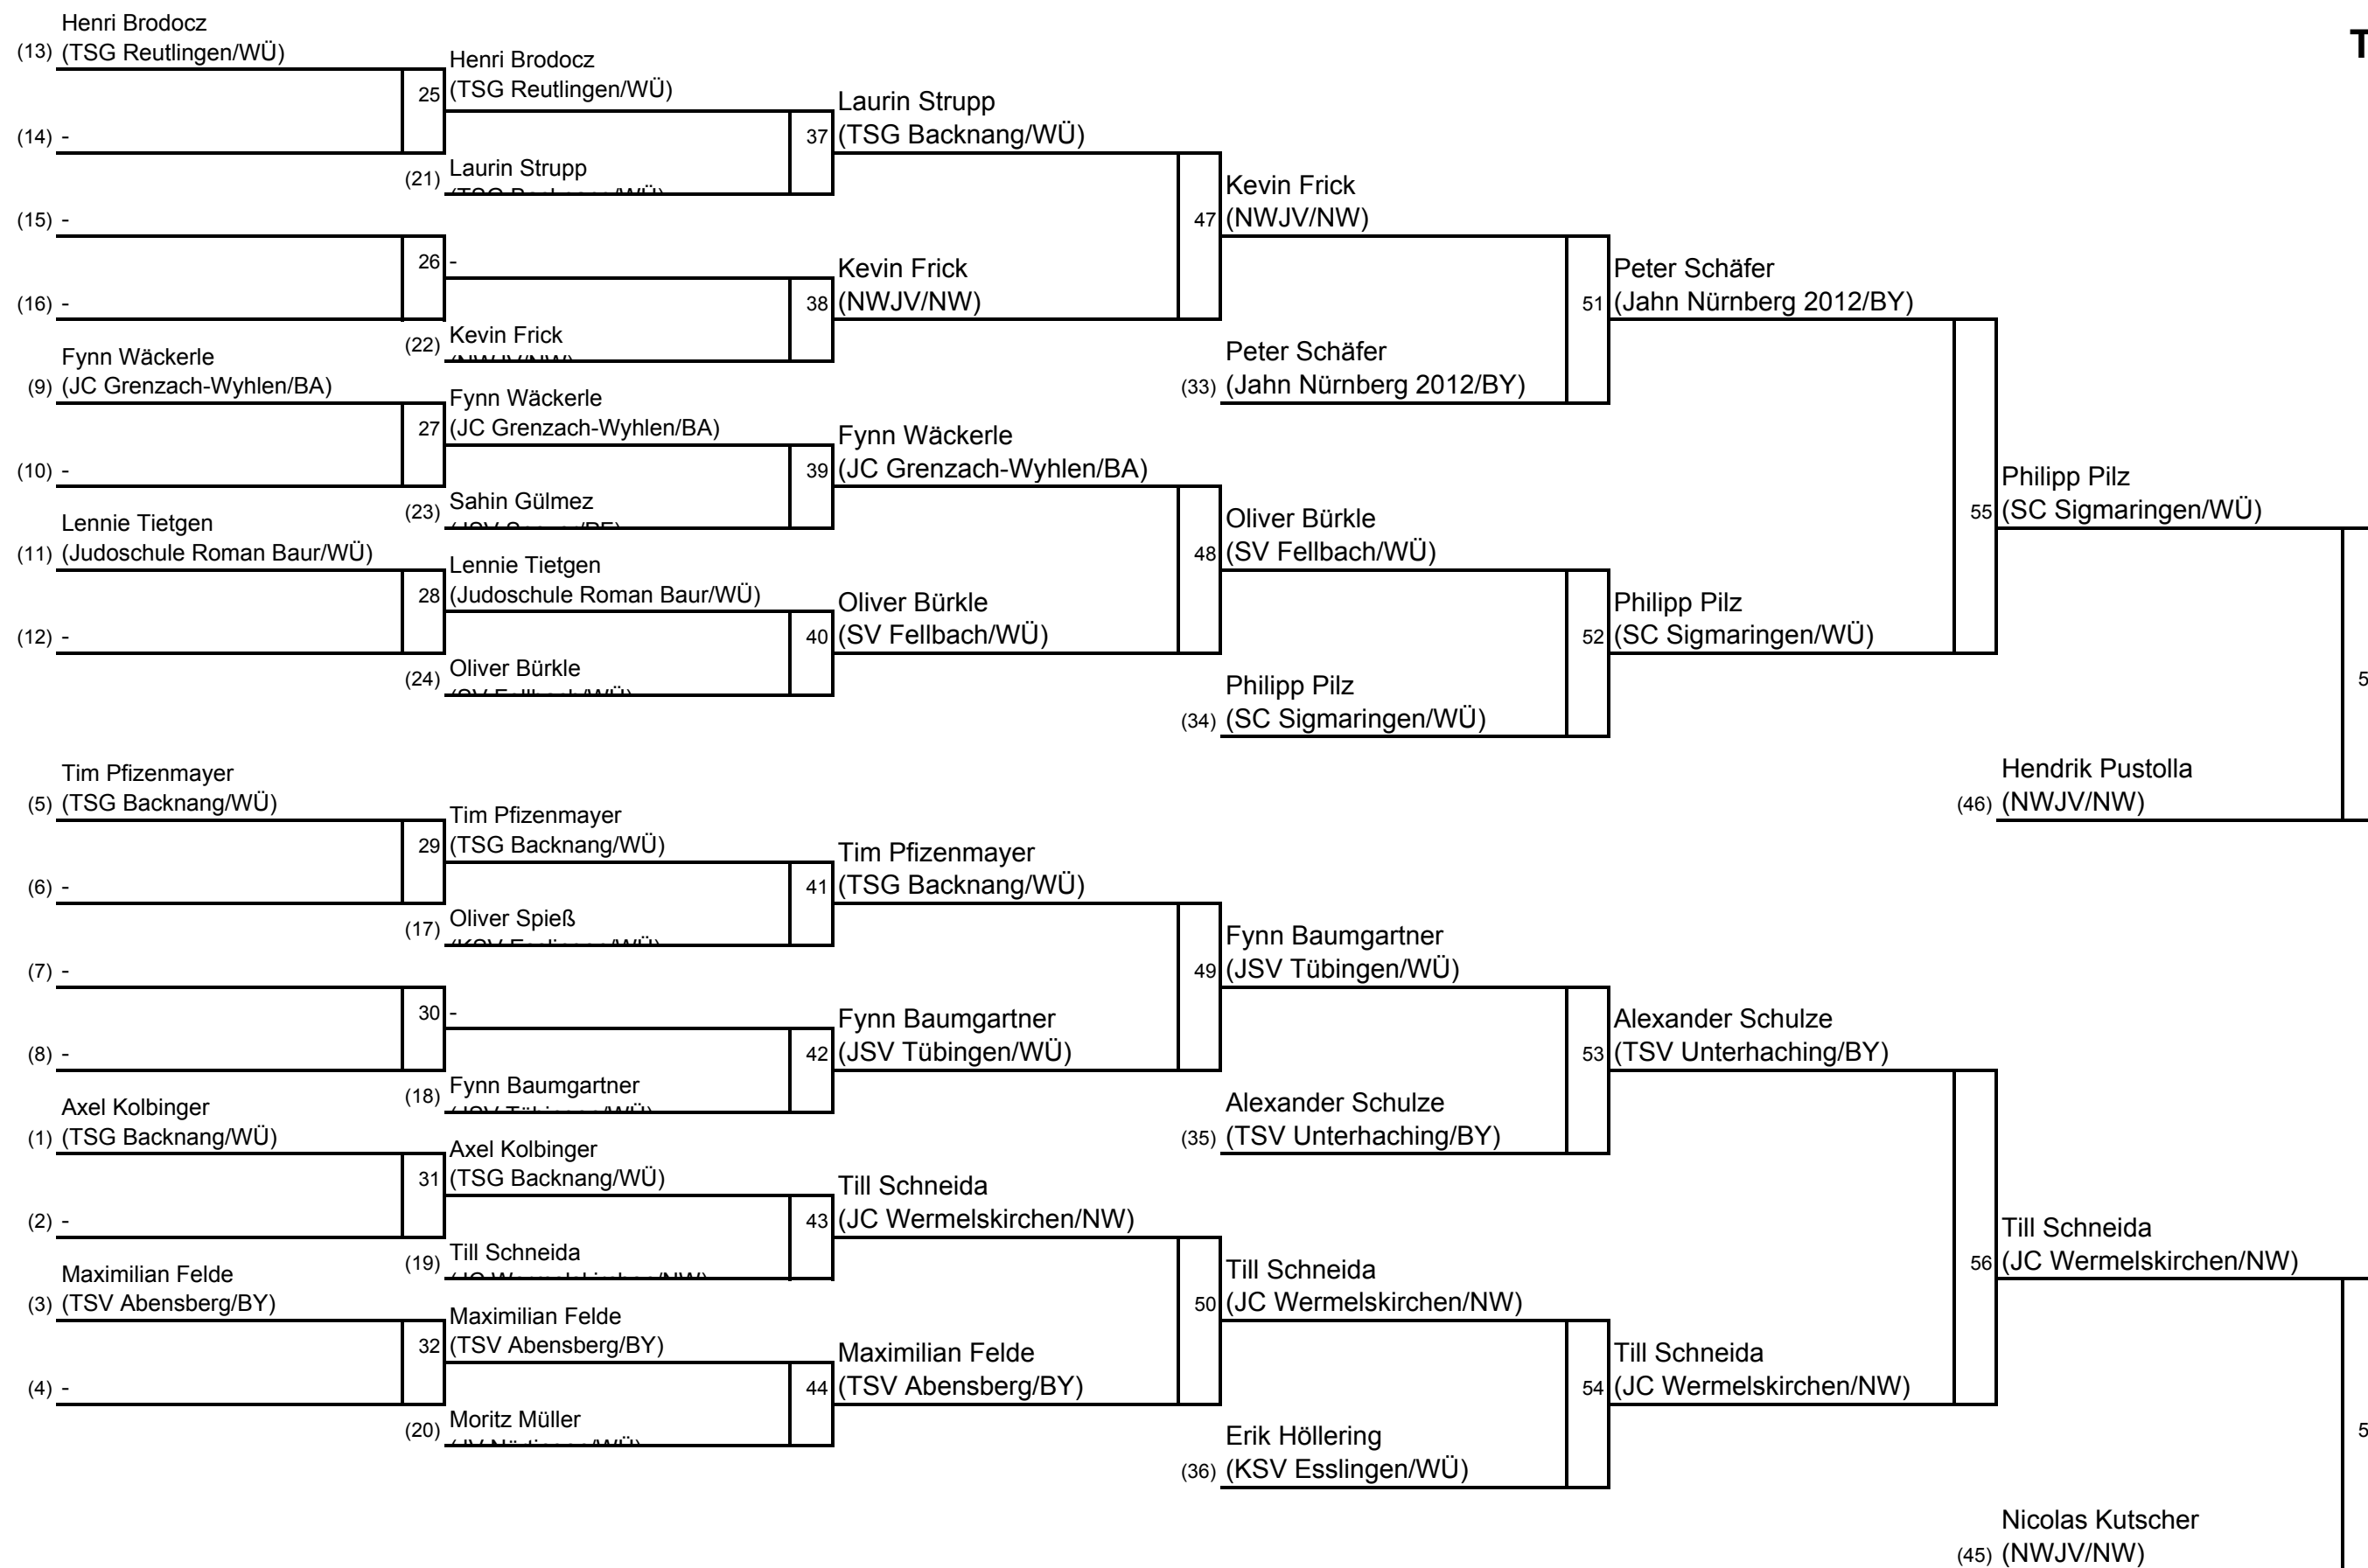 Henri Brodocz
(13) (TSG Reutlingen/WÜ)
(14) -
(15) -
(16) -
Fynn Wäckerle
(9) (JC Grenzach-Wyhlen/BA)
(10) -
Lennie Tietgen
(11) (Judoschule Roman Baur/WÜ)
(12) -
Tim Pfizenmayer
(5) (TSG Backnang/WÜ)
(6) -
(7) -
(8) -
Axel Kolbinger
(1) (TSG Backnang/WÜ)
(2) -
Maximilian Felde
(3) (TSV Abensberg/BY)
(4) -
Henri Brodocz
25 (TSG Reutlingen/WÜ)
(21) Laurin Strupp
26 -
(22) Kevin Frick
Fynn Wäckerle
27 (JC Grenzach-Wyhlen/BA)
(23) Sahin Gülmez
Lennie Tietgen
28 (Judoschule Roman Baur/WÜ)
(24) Oliver Bürkle
Tim Pfizenmayer
29 (TSG Backnang/WÜ)
(17) Oliver Spieß
30 -
(18) Fynn Baumgartner
Axel Kolbinger
31 (TSG Backnang/WÜ)
(19) Till Schneida
Maximilian Felde
32 (TSV Abensberg/BY)
(20) Moritz Müller
Laurin Strupp
37 (TSG Backnang/WÜ)
Kevin Frick
38 (NWJV/NW)
Fynn Wäckerle
39 (JC Grenzach-Wyhlen/BA)
Oliver Bürkle
40 (SV Fellbach/WÜ)
Tim Pfizenmayer
41 (TSG Backnang/WÜ)
Fynn Baumgartner
42 (JSV Tübingen/WÜ)
Till Schneida
43 (JC Wermelskirchen/NW)
Maximilian Felde
44 (TSV Abensberg/BY)
Kevin Frick
47 (NWJV/NW)
Peter Schäfer
(33) (Jahn Nürnberg 2012/BY)
Oliver Bürkle
48 (SV Fellbach/WÜ)
Philipp Pilz
(34) (SC Sigmaringen/WÜ)
Fynn Baumgartner
49 (JSV Tübingen/WÜ)
Alexander Schulze
(35) (TSV Unterhaching/BY)
Till Schneida
50 (JC Wermelskirchen/NW)
Erik Höllering
(36) (KSV Esslingen/WÜ)
Peter Schäfer
51 (Jahn Nürnberg 2012/BY)
Philipp Pilz
52 (SC Sigmaringen/WÜ)
Alexander Schulze
53 (TSV Unterhaching/BY)
Till Schneida
54 (JC Wermelskirchen/NW)
Philipp Pilz
55 (SC Sigmaringen/WÜ)
Hendrik Pustolla
(46) (NWJV/NW)
Till Schneida
56 (JC Wermelskirchen/NW)
Nicolas Kutscher
(45) (NWJV/NW)
T
5
5